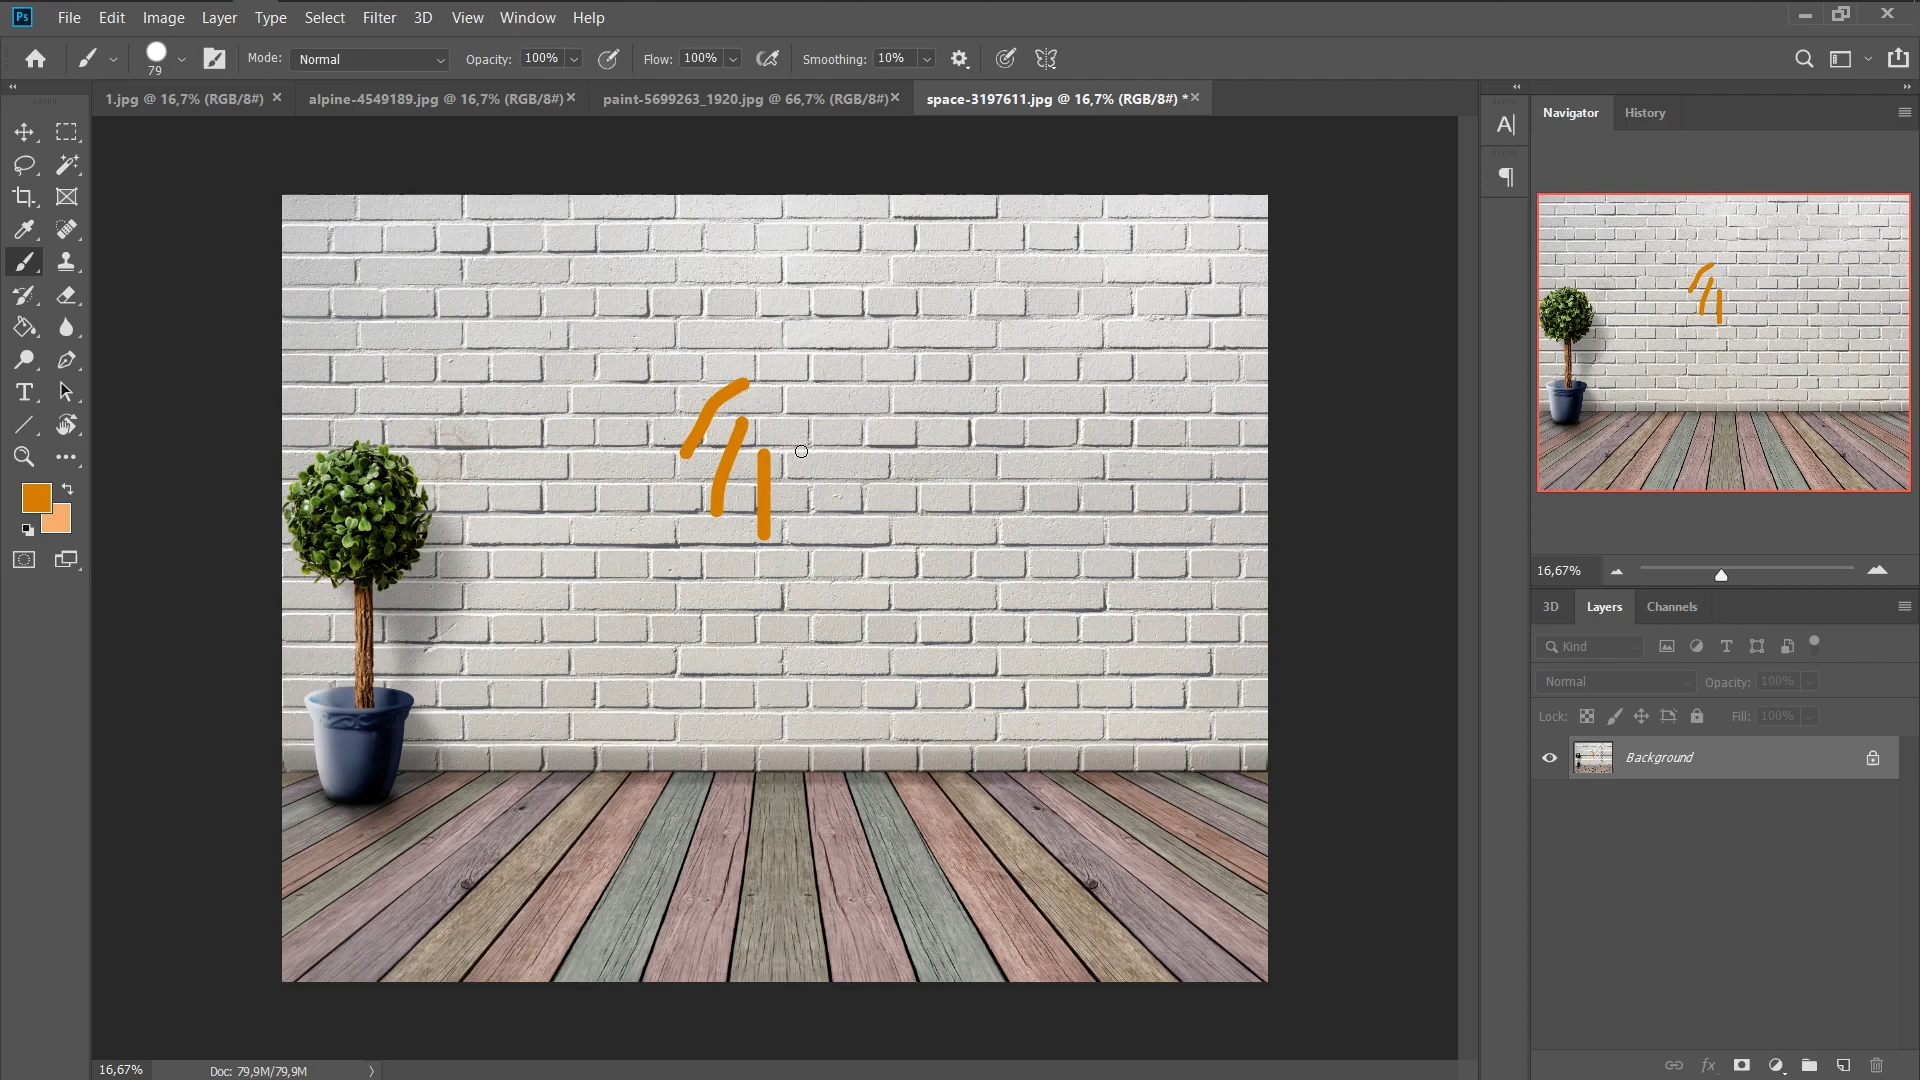 Ps File Edit Image Layer Type Select Filter 3D View Window Help
79 Mode: Normal Opacity: 100% Flow: 100% Smoothing: 10%
1.jpg @ 16,7% (RGB/8#) alpine-4549189.jpg @ 16,7% (RGB/8#) paint-5699263_1920.jpg @ 66,7% (RGB/8#) space-3197611.jpg @ 16,7% (RGB/8#) *
Navigator History
16,67%
3D Layers Channels
Kind
Normal Opacity: 100%
Lock: Fill: 100%
Background
fx
16,67% Doc: 79,9M/79,9M